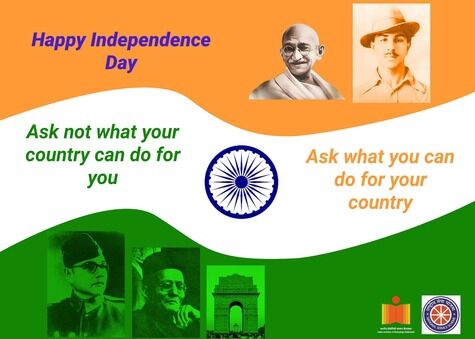 Happy Independence
Day
Ask not what your
country can do for
you
Ask what you can
do for your
country